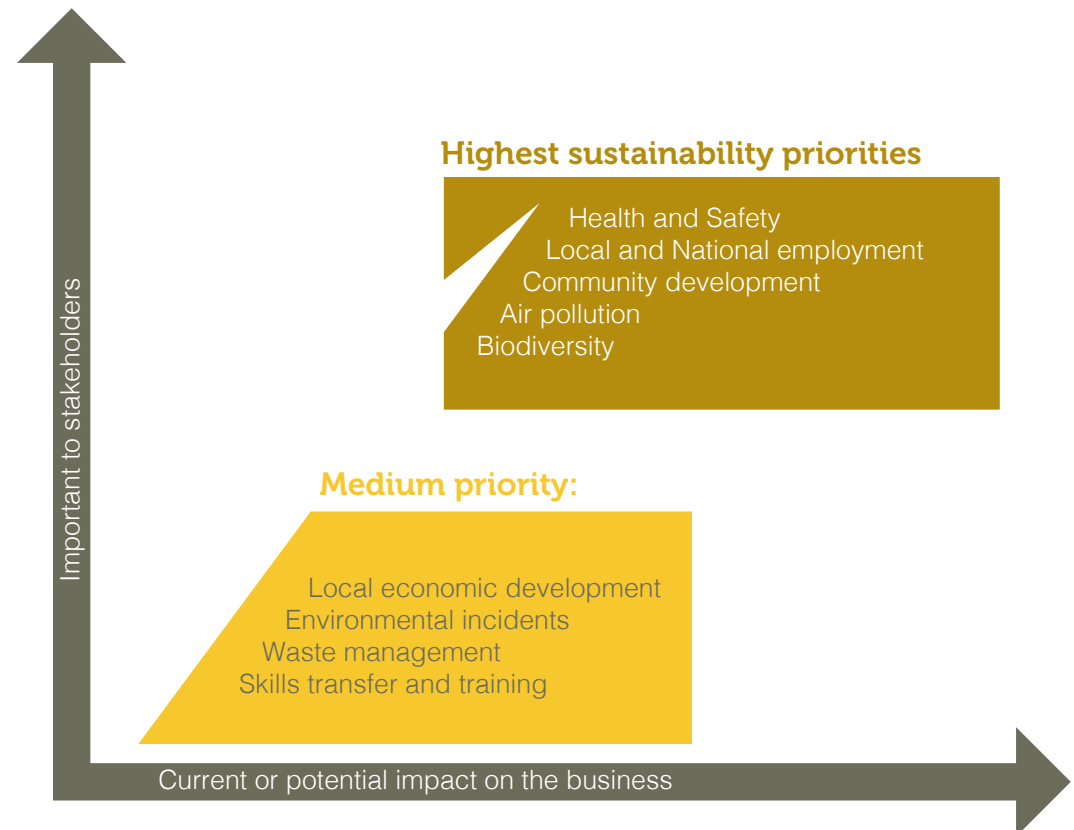 Highest sustainability priorities
Health and Safety
Local and National employment
Community development
Air pollution
Biodiversity
Important to stakeholders
Medium priority:
Local economic development
Environmental incidents
Waste management
Skills transfer and training
Current or potential impact on the business